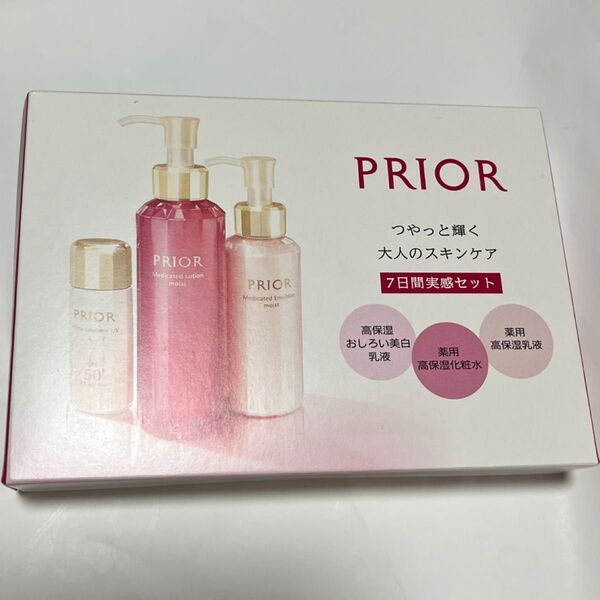 PRIOR
つやっと輝く
大人のスキンケア
7日間実感セット
高保湿
おしろい美白
乳液
薬用
高保湿化粧水
薬用
高保湿乳液
PRIOR
Medicated Lotion
moist
PRIOR
Medicated Emulsion
moist
PRIOR
UV
50+